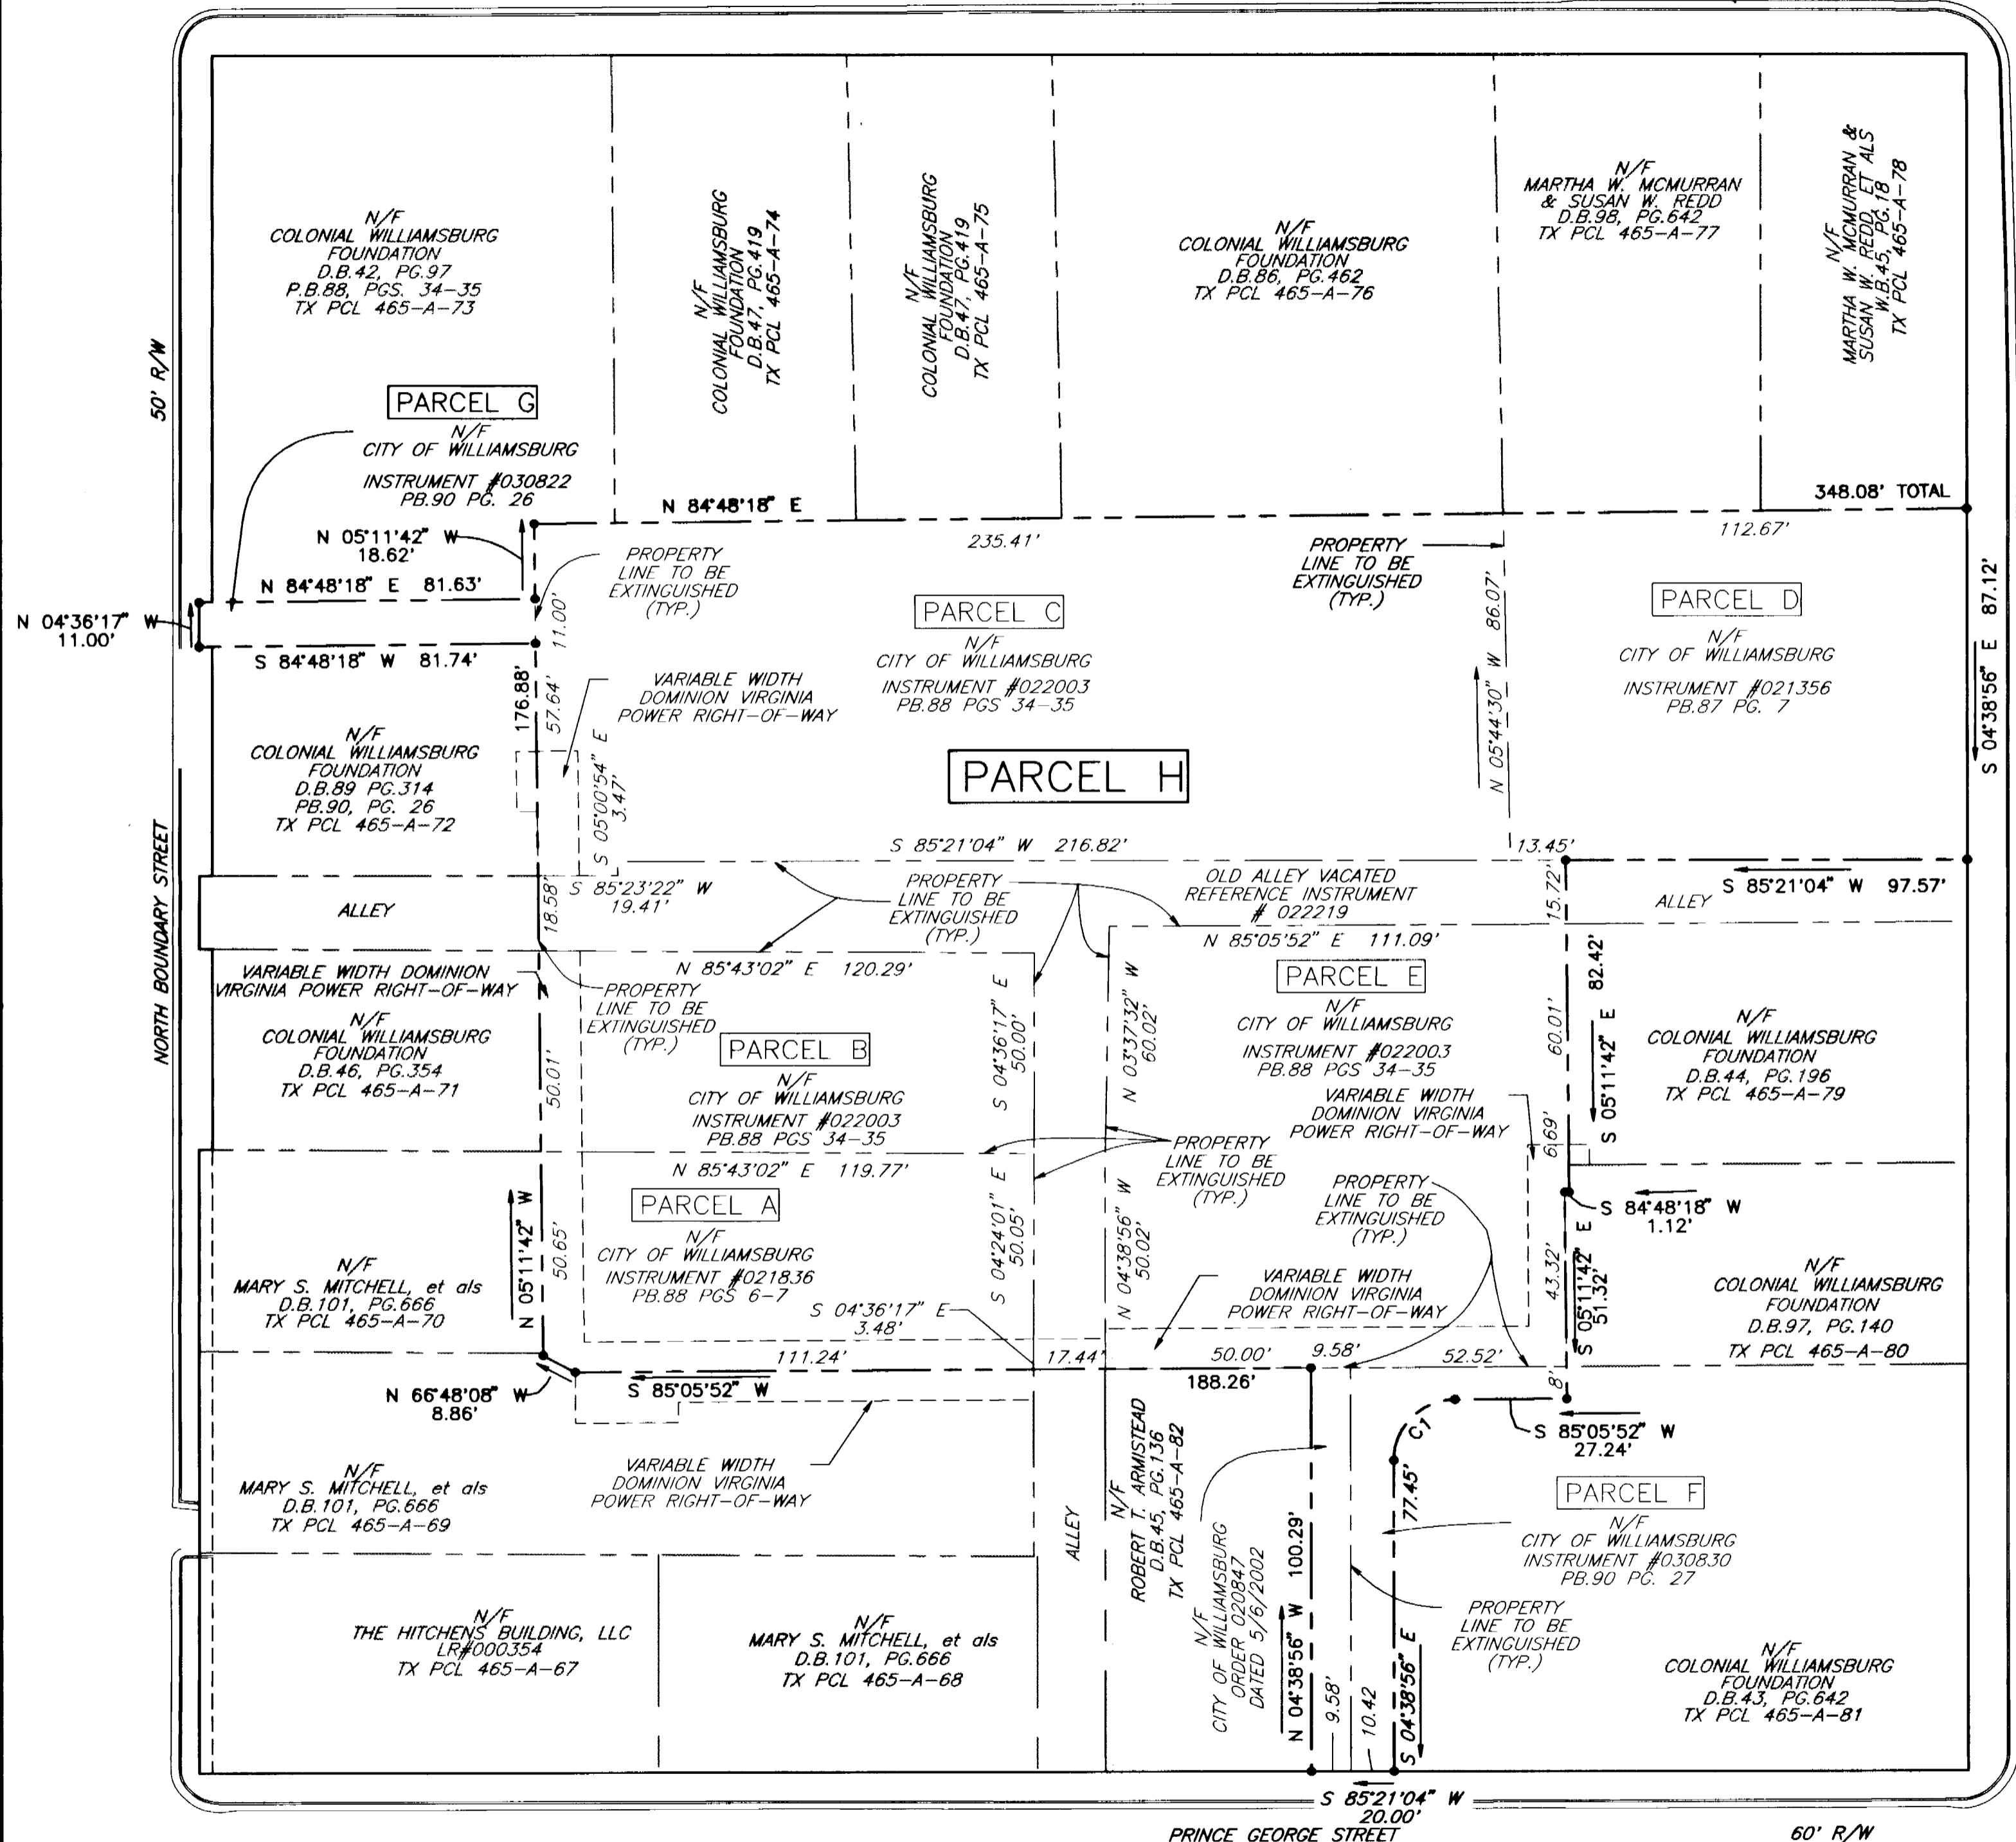 N/F
COLONIAL WILLIAMSBURG
FOUNDATION
D.B.42, PG.97
P.B.88, PGS. 34-35
TX PCL 465-A-73
N/F
COLONIAL WILLIAMSBURG
FOUNDATION
D.B.47, PG.419
TX PCL 465-A-74
N/F
COLONIAL WILLIAMSBURG
FOUNDATION
D.B.47, PG.419
TX PCL 465-A-75
N/F
COLONIAL WILLIAMSBURG
FOUNDATION
D.B.86, PG.462
TX PCL 465-A-76
N/F
MARTHA W. MCMURRAN
& SUSAN W. REDD
D.B.98, PG.642
TX PCL 465-A-77
N/F
MARTHA W. MCMURRAN &
SUSAN W. REDD, ET ALS
W.B.45, PG.18
TX PCL 465-A-78
50' R/W
PARCEL G
N/F
CITY OF WILLIAMSBURG
INSTRUMENT #030822
PB.90 PG. 26
N 84°48'18" E
348.08' TOTAL
N 05°11'42" W
18.62'
235.41'
112.67'
N 84°48'18" E 81.63'
N 04°36'17" W
11.00'
S 84°48'18" W 81.74'
PROPERTY
LINE TO BE
EXTINGUISHED
(TYP.)
11.00'
PROPERTY
LINE TO BE
EXTINGUISHED
(TYP.)
N 05°44'30" W 86.07'
S 04°38'56" E 87.12'
PARCEL C
N/F
CITY OF WILLIAMSBURG
INSTRUMENT #022003
PB.88 PGS 34-35
PARCEL D
N/F
CITY OF WILLIAMSBURG
INSTRUMENT #021356
PB.87 PG. 7
176.88'
57.64'
VARIABLE WIDTH
DOMINION VIRGINIA
POWER RIGHT-OF-WAY
S 05°00'54" E
3.47'
N/F
COLONIAL WILLIAMSBURG
FOUNDATION
D.B.89 PG.314
PB.90, PG. 26
TX PCL 465-A-72
PARCEL H
NORTH BOUNDARY STREET
S 85°21'04" W 216.82'
13.45'
S 85°21'04" W 97.57'
ALLEY
18.58'
S 85°23'22" W
19.41'
PROPERTY
LINE TO BE
EXTINGUISHED
(TYP.)
OLD ALLEY VACATED
REFERENCE INSTRUMENT
# 022219
15.72'
ALLEY
N 85°05'52" E 111.09'
N 85°43'02" E 120.29'
VARIABLE WIDTH DOMINION
VIRGINIA POWER RIGHT-OF-WAY
N/F
COLONIAL WILLIAMSBURG
FOUNDATION
D.B.46, PG.354
TX PCL 465-A-71
PROPERTY
LINE TO BE
EXTINGUISHED
(TYP.)
50.01'
PARCEL B
N/F
CITY OF WILLIAMSBURG
INSTRUMENT #022003
PB.88 PGS 34-35
S 04°36'17" E
50.00'
N 03°37'32" W
60.02'
PARCEL E
N/F
CITY OF WILLIAMSBURG
INSTRUMENT #022003
PB.88 PGS 34-35
60.01'
S 05°11'42" E 82.42'
N/F
COLONIAL WILLIAMSBURG
FOUNDATION
D.B.44, PG.196
TX PCL 465-A-79
VARIABLE WIDTH
DOMINION VIRGINIA
POWER RIGHT-OF-WAY
6.69'
N 85°43'02" E 119.77'
PROPERTY
LINE TO BE
EXTINGUISHED
(TYP.)
PROPERTY
LINE TO BE
EXTINGUISHED
(TYP.)
S 84°48'18" W
1.12'
PARCEL A
N/F
CITY OF WILLIAMSBURG
INSTRUMENT #021836
PB.88 PGS 6-7
N 05°11'42" W
50.65'
S 04°24'01" E
50.05'
N 04°38'56" W
50.02'
43.32'
S 05°11'42" E
51.32'
N/F
MARY S. MITCHELL, et als
D.B.101, PG.666
TX PCL 465-A-70
S 04°36'17" E
3.48'
VARIABLE WIDTH
DOMINION VIRGINIA
POWER RIGHT-OF-WAY
N/F
COLONIAL WILLIAMSBURG
FOUNDATION
D.B.97, PG.140
TX PCL 465-A-80
111.24'
17.44'
50.00'
9.58'
52.52'
8'
N 66°48'08" W
8.86'
S 85°05'52" W
188.26'
C1
S 85°05'52" W
27.24'
N/F
MARY S. MITCHELL, et als
D.B.101, PG.666
TX PCL 465-A-69
VARIABLE WIDTH
DOMINION VIRGINIA
POWER RIGHT-OF-WAY
ALLEY
N/F
ROBERT T. ARMISTEAD
D.B.45, PG.136
TX PCL 465-A-82
N/F
CITY OF WILLIAMSBURG
ORDER 020847
DATED 5/6/2002
N 04°38'56" W 100.29'
77.45'
S 04°38'56" E
PARCEL F
N/F
CITY OF WILLIAMSBURG
INSTRUMENT #030830
PB.90 PG. 27
PROPERTY
LINE TO BE
EXTINGUISHED
(TYP.)
9.58'
10.42
N/F
THE HITCHENS BUILDING, LLC
LR#000354
TX PCL 465-A-67
N/F
MARY S. MITCHELL, et als
D.B.101, PG.666
TX PCL 465-A-68
N/F
COLONIAL WILLIAMSBURG
FOUNDATION
D.B.43, PG.642
TX PCL 465-A-81
S 85°21'04" W
20.00'
PRINCE GEORGE STREET
60' R/W